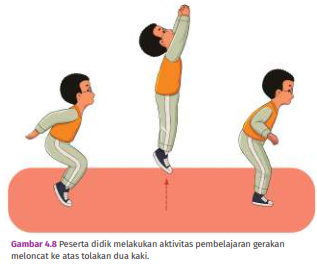 Gambar 4.8 Peserta didik melakukan aktivitas pembelajaran gerakan
meloncat ke atas tolakan dua kaki.